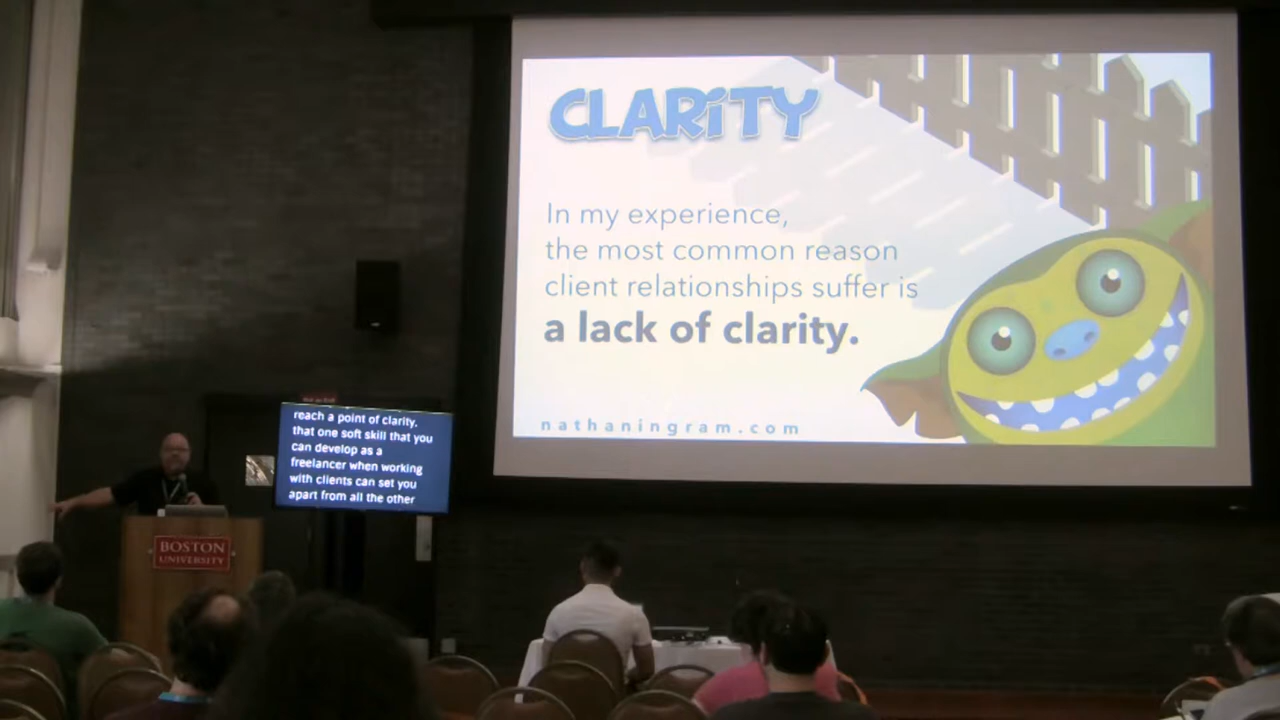 CLARiTY
In my experience,
the most common reason
client relationships suffer is
a lack of clarity.
nathaningram.com
reach a point of clarity.
that one soft skill that you
can develop as a
freelancer when working
with clients can set you
apart from all the other
BOSTON
UNIVERSITY